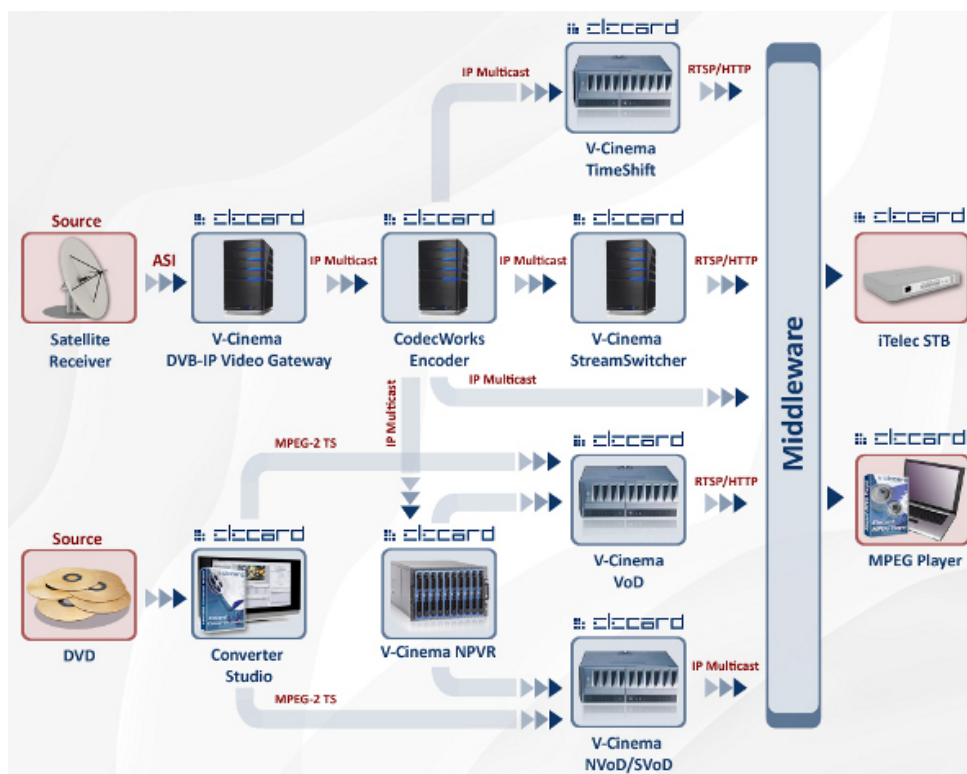 elecard
IP Multicast
RTSP/HTTP
V-Cinema
TimeShift
Source
elecard
elecard
elecard
elecard
ASI
IP Multicast
IP Multicast
RTSP/HTTP
Satellite
Receiver
V-Cinema
DVB-IP Video Gateway
CodecWorks
Encoder
V-Cinema
StreamSwitcher
iTelec STB
IP Multicast
IP Multicast
Middleware
MPEG-2 TS
elecard
elecard
RTSP/HTTP
Source
elecard
elecard
V-Cinema
VoD
MPEG Player
DVD
Converter
Studio
V-Cinema NPVR
elecard
MPEG-2 TS
IP Multicast
V-Cinema
NVoD/SVoD